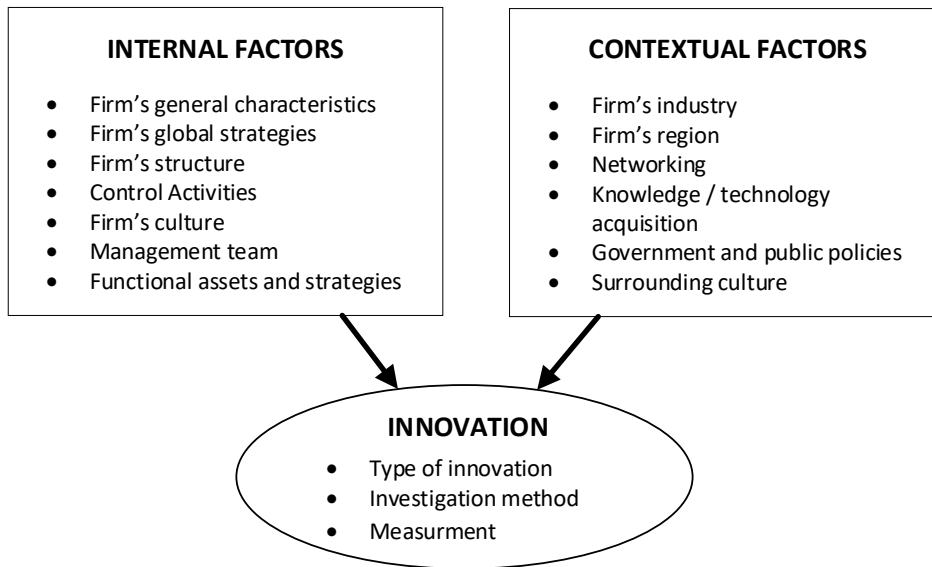 INTERNAL FACTORS
• Firm’s general characteristics
• Firm’s global strategies
• Firm’s structure
• Control Activities
• Firm’s culture
• Management team
• Functional assets and strategies
CONTEXTUAL FACTORS
• Firm’s industry
• Firm’s region
• Networking
• Knowledge / technology
acquisition
• Government and public policies
• Surrounding culture
INNOVATION
• Type of innovation
• Investigation method
• Measurment